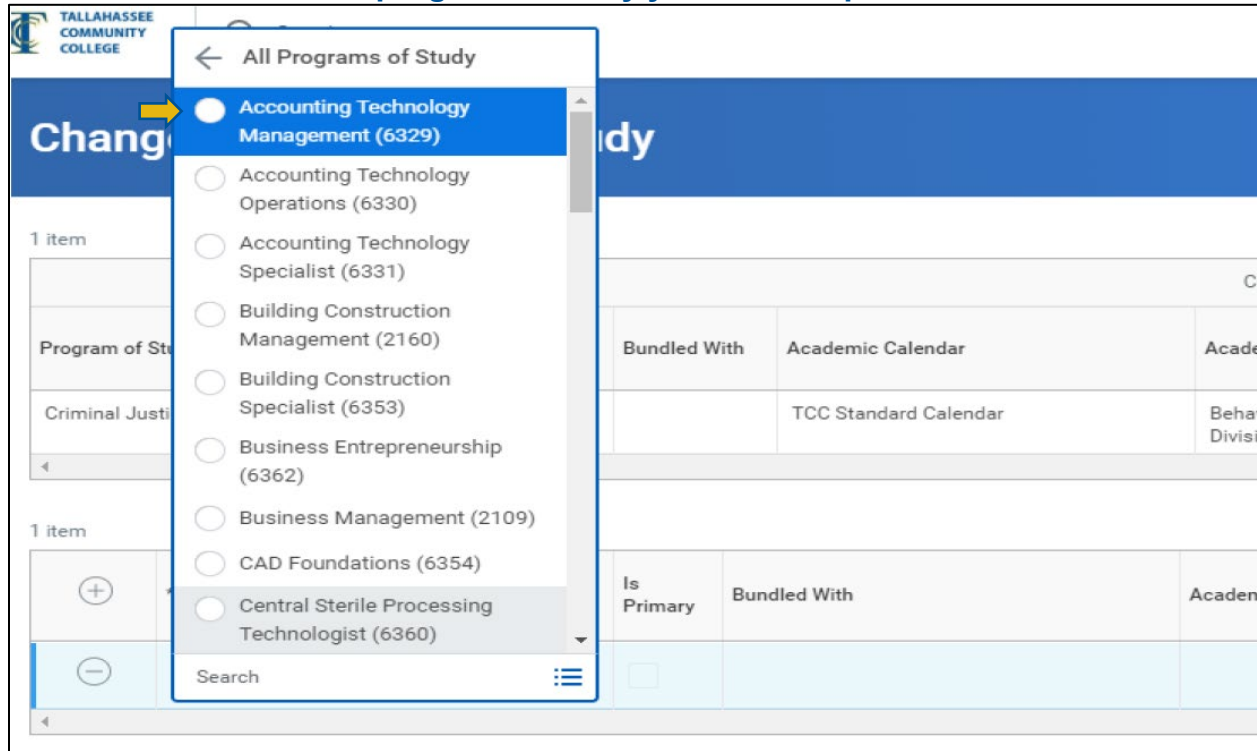 TALLAHASSEE
COMMUNITY
COLLEGE
All Programs of Study
Accounting Technology
Management (6329)
Chang
dy
Accounting Technology
Operations (6330)
1 item
Accounting Technology
Specialist (6331)
C
Building Construction
Management (2160)
Program of Stu
Bundled With
Academic Calendar
Acade
Building Construction
Specialist (6353)
Criminal Justi
TCC Standard Calendar
Beha
Divisi
Business Entrepreneurship
(6362)
1 item
Business Management (2109)
CAD Foundations (6354)
*
Is
Primary
Bundled With
Academ
Central Sterile Processing
Technologist (6360)
Search